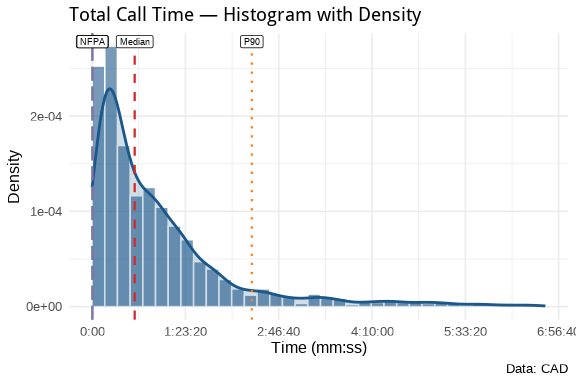 Total Call Time — Histogram with Density
NFPA
Median
P90
2e-04
1e-04
0e+00
Density
0:00
1:23:20
2:46:40
4:10:00
5:33:20
6:56:40
Time (mm:ss)
Data: CAD